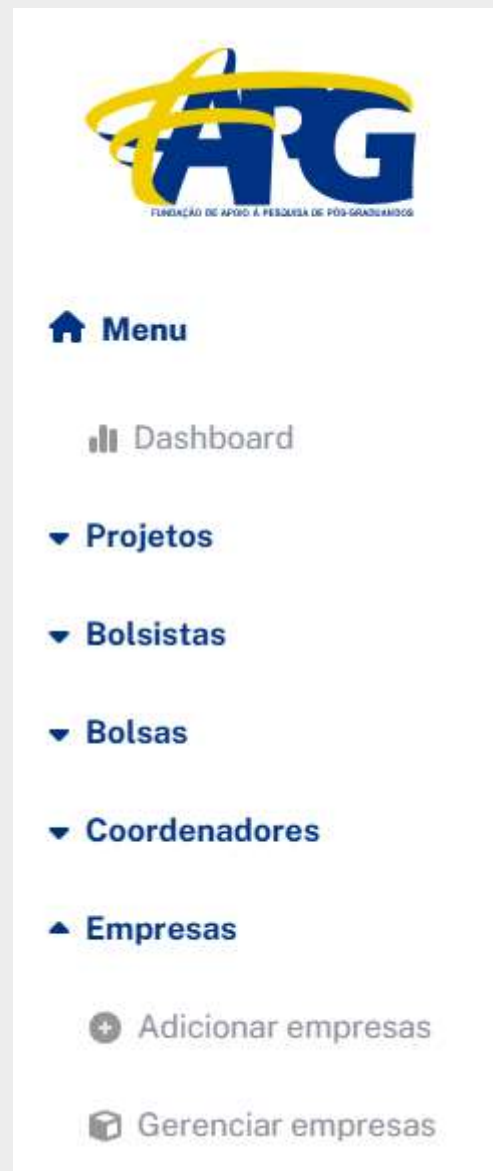 FAPG
FUNDAÇÃO DE APOIO À PESQUISA DE PÓS-GRADUANDOS
Menu
Dashboard
Projetos
Bolsistas
Bolsas
Coordenadores
Empresas
Adicionar empresas
Gerenciar empresas